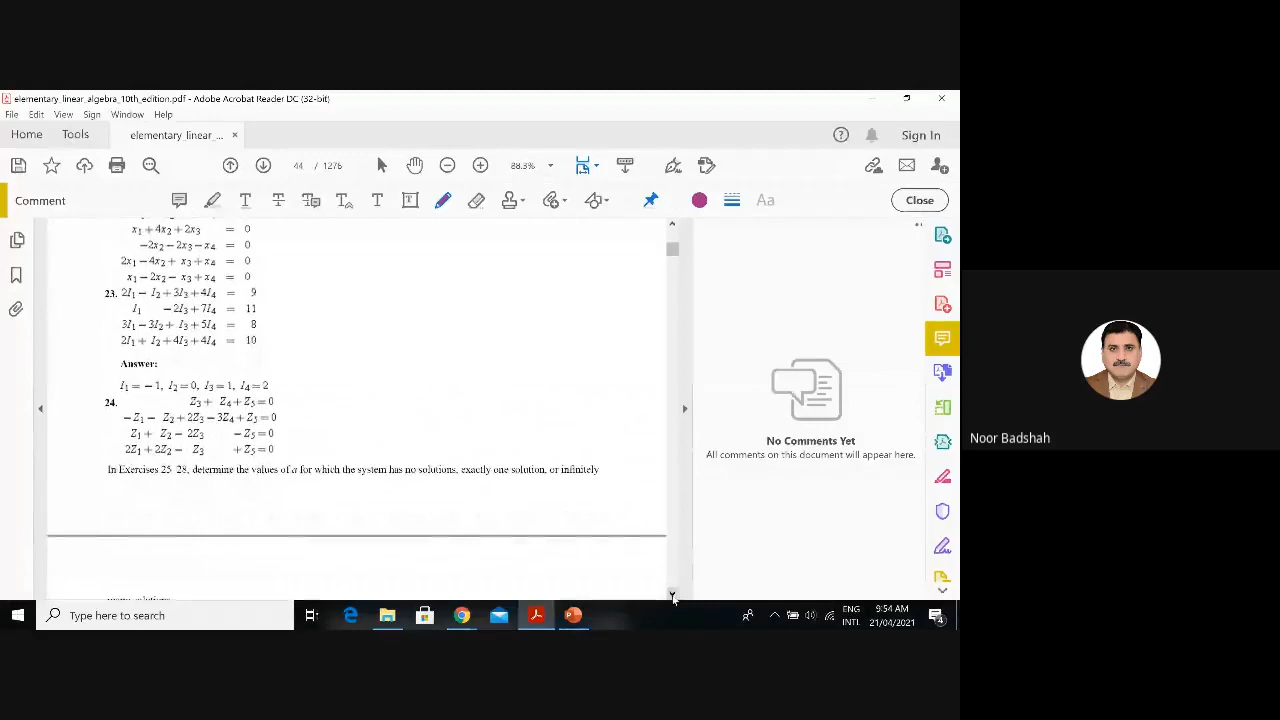 elementary_linear_algebra_10th_edition.pdf - Adobe Acrobat Reader DC (32-bit)
File Edit View Sign Window Help
Home Tools elementary_linear_... × Sign In
44 / 1276 88.3%
Comment Close
x1+4x2+2x3 = 0
-2x2-2x3-x4 = 0
2x1-4x2+x3+x4 = 0
x1-2x2-x3+x4 = 0
23. 2I1- I2+3I3+4I4 = 9
I1 -2I3+7I4 = 11
3I1-3I2+ I3+5I4 = 8
2I1+ I2+4I3+4I4 = 10
Answer:
I1=-1, I2=0, I3=1, I4=2
24. Z3+ Z4+Z5=0
-Z1- Z2+2Z3-3Z4+Z5=0
Z1+ Z2-2Z3 -Z5=0
2Z1+2Z2- Z3 +Z5=0
In Exercises 25 28, determine the values of a for which the system has no solutions, exactly one solution, or infinitely
many solutions
No Comments Yet
All comments on this document will appear here.
Noor Badshah
Type here to search
ENG
INTL
9:54 AM
21/04/2021
4